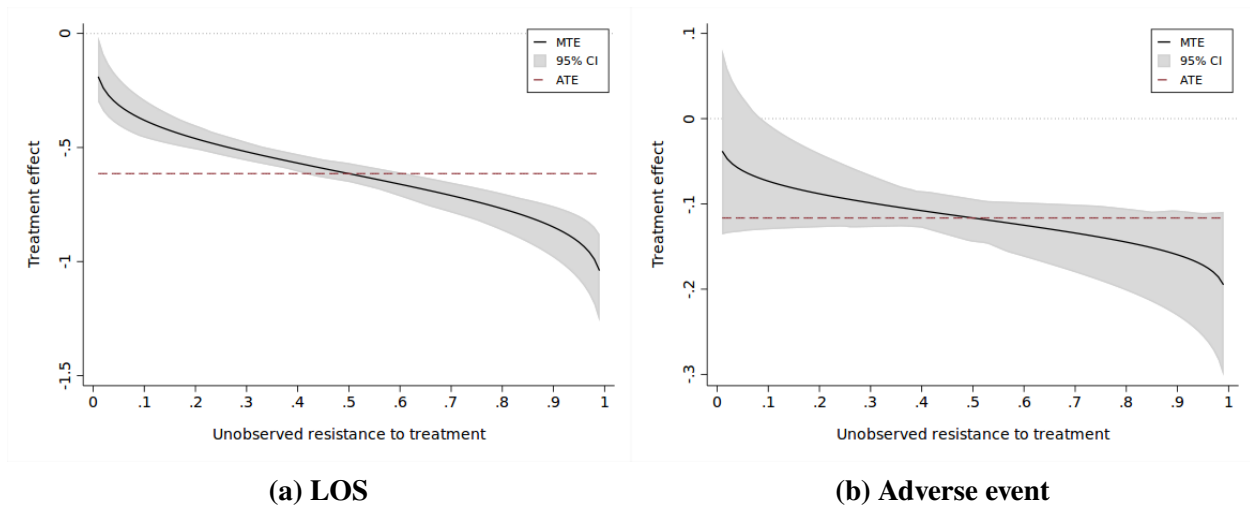 0
-.5
-1
-1.5
Treatment effect
MTE
95% CI
ATE
0 .1 .2 .3 .4 .5 .6 .7 .8 .9 1
Unobserved resistance to treatment
(a) LOS
.1
0
-.1
-.2
-.3
Treatment effect
MTE
95% CI
ATE
0 .1 .2 .3 .4 .5 .6 .7 .8 .9 1
Unobserved resistance to treatment
(b) Adverse event